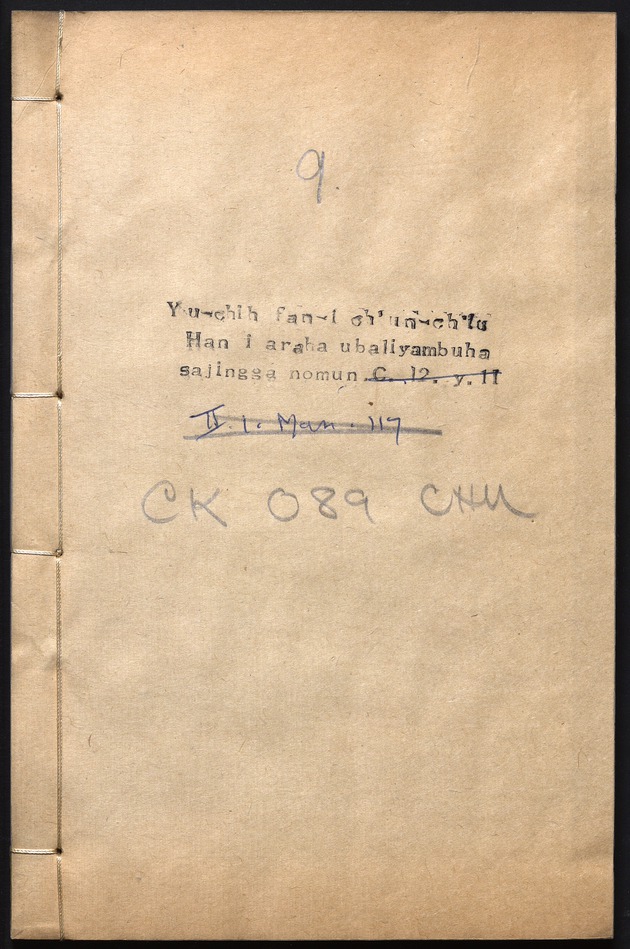 9.
Yu-chih fan-i ch'un-ch'iu
Han i araha ubaliyambuha
sajingga nomun C. 12. y. 11
II. 1. Man. 117
CK 089 CHU